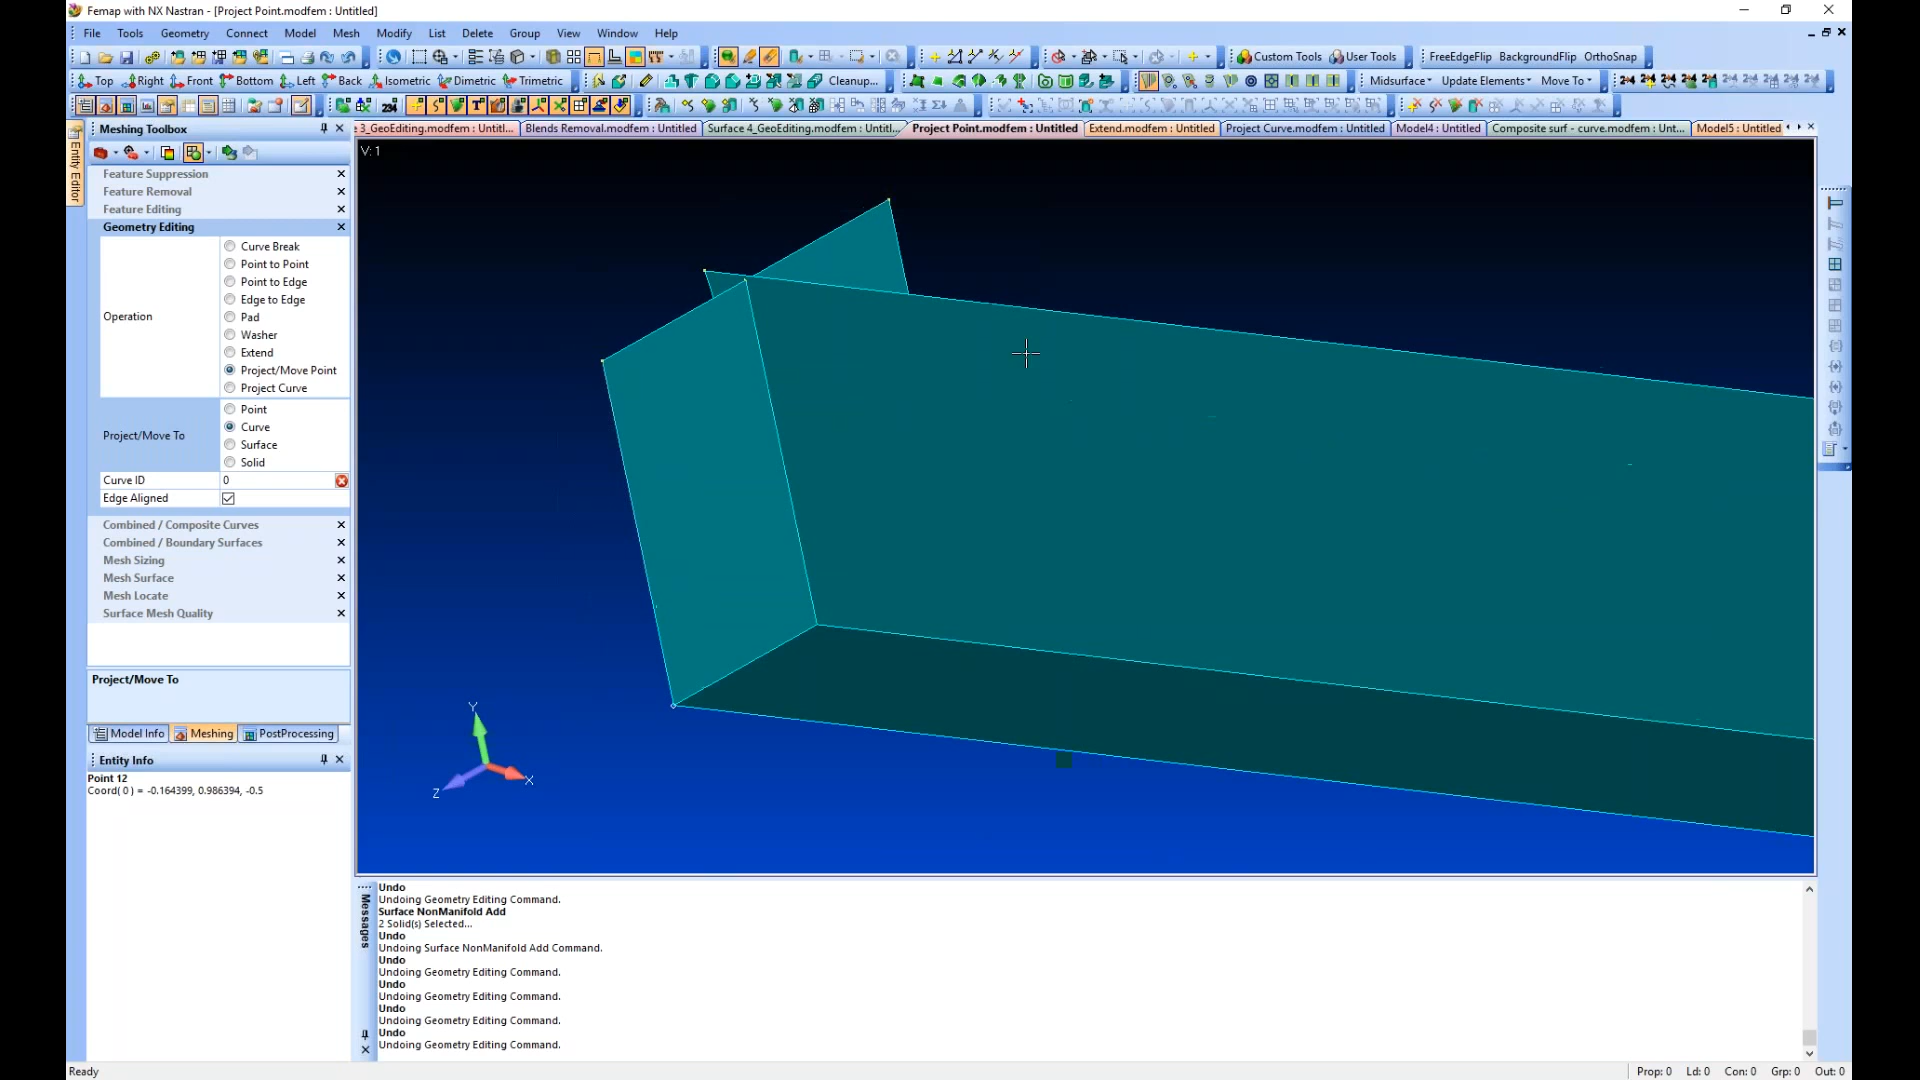 Femap with NX Nastran - [Project Point.modfem : Untitled]
File Tools Geometry Connect Model Modify Mesh List Delete Group View Window Help
Custom Tools User Tools FreeEdgeFlip BackgroundFlip OrthoSnap
Top Right Front Bottom Left Back Isometric Dimetric Trimetric Cleanup... Midsurface Update Elements Move To
234
Meshing Toolbox
e 3_GeoEditing.modfem : Untitl... Blends Removal.modfem : Untitled Surface 4_GeoEditing.modfem : Untitl... Project Point.modfem : Untitled Extend.modfem : Untitled Project Curve.modfem : Untitled Model4 : Untitled Composite surf - curve.modfem : Unt... Model5 : Untitled
Entity Editor
V: 1
Feature Suppression
Feature Removal
Feature Editing
Geometry Editing
Operation
Curve Break
Point to Point
Point to Edge
Edge to Edge
Pad
Washer
Extend
Project/Move Point
Project Curve
Project/Move To
Point
Curve
Surface
Solid
Curve ID 0
Edge Aligned
Combined / Composite Curves
Combined / Boundary Surfaces
Mesh Sizing
Mesh Surface
Mesh Locate
Surface Mesh Quality
Project/Move To
Model Info Meshing PostProcessing
Entity Info
Point 12
Coord( 0 ) = -0.164399, 0.986394, -0.5
Y
X
Z
Messages
Undo
Undoing Geometry Editing Command.
Surface NonManifold Add
2 Solid(s) Selected...
Undo
Undoing Surface NonManifold Add Command.
Undo
Undoing Geometry Editing Command.
Undo
Undoing Geometry Editing Command.
Undo
Undoing Geometry Editing Command.
Undo
Undoing Geometry Editing Command.
Ready
Prop: 0 Ld: 0 Con: 0 Grp: 0 Out: 0